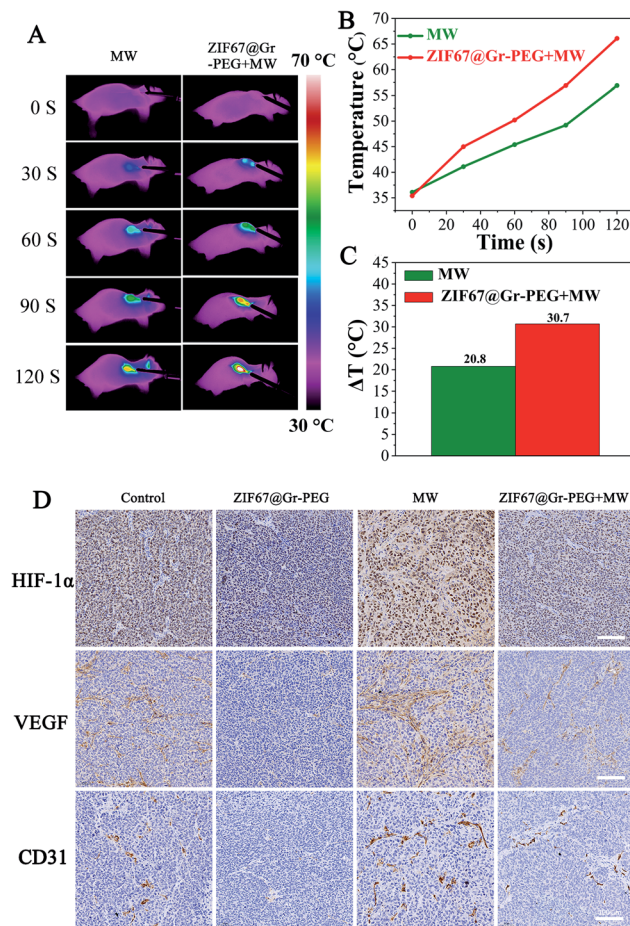 A
MW
ZIF67@Gr
-PEG+MW
70 °C
0 S
30 S
60 S
90 S
120 S
30 °C
B
MW
ZIF67@Gr-PEG+MW
Temperature (°C)
70
65
60
55
50
45
40
35
0 20 40 60 80 100 120
Time (s)
C
MW
ZIF67@Gr-PEG+MW
ΔT (°C)
45
40
35
30
25
20
15
10
5
0
20.8
30.7
D
Control ZIF67@Gr-PEG MW ZIF67@Gr-PEG+MW
HIF-1α
VEGF
CD31